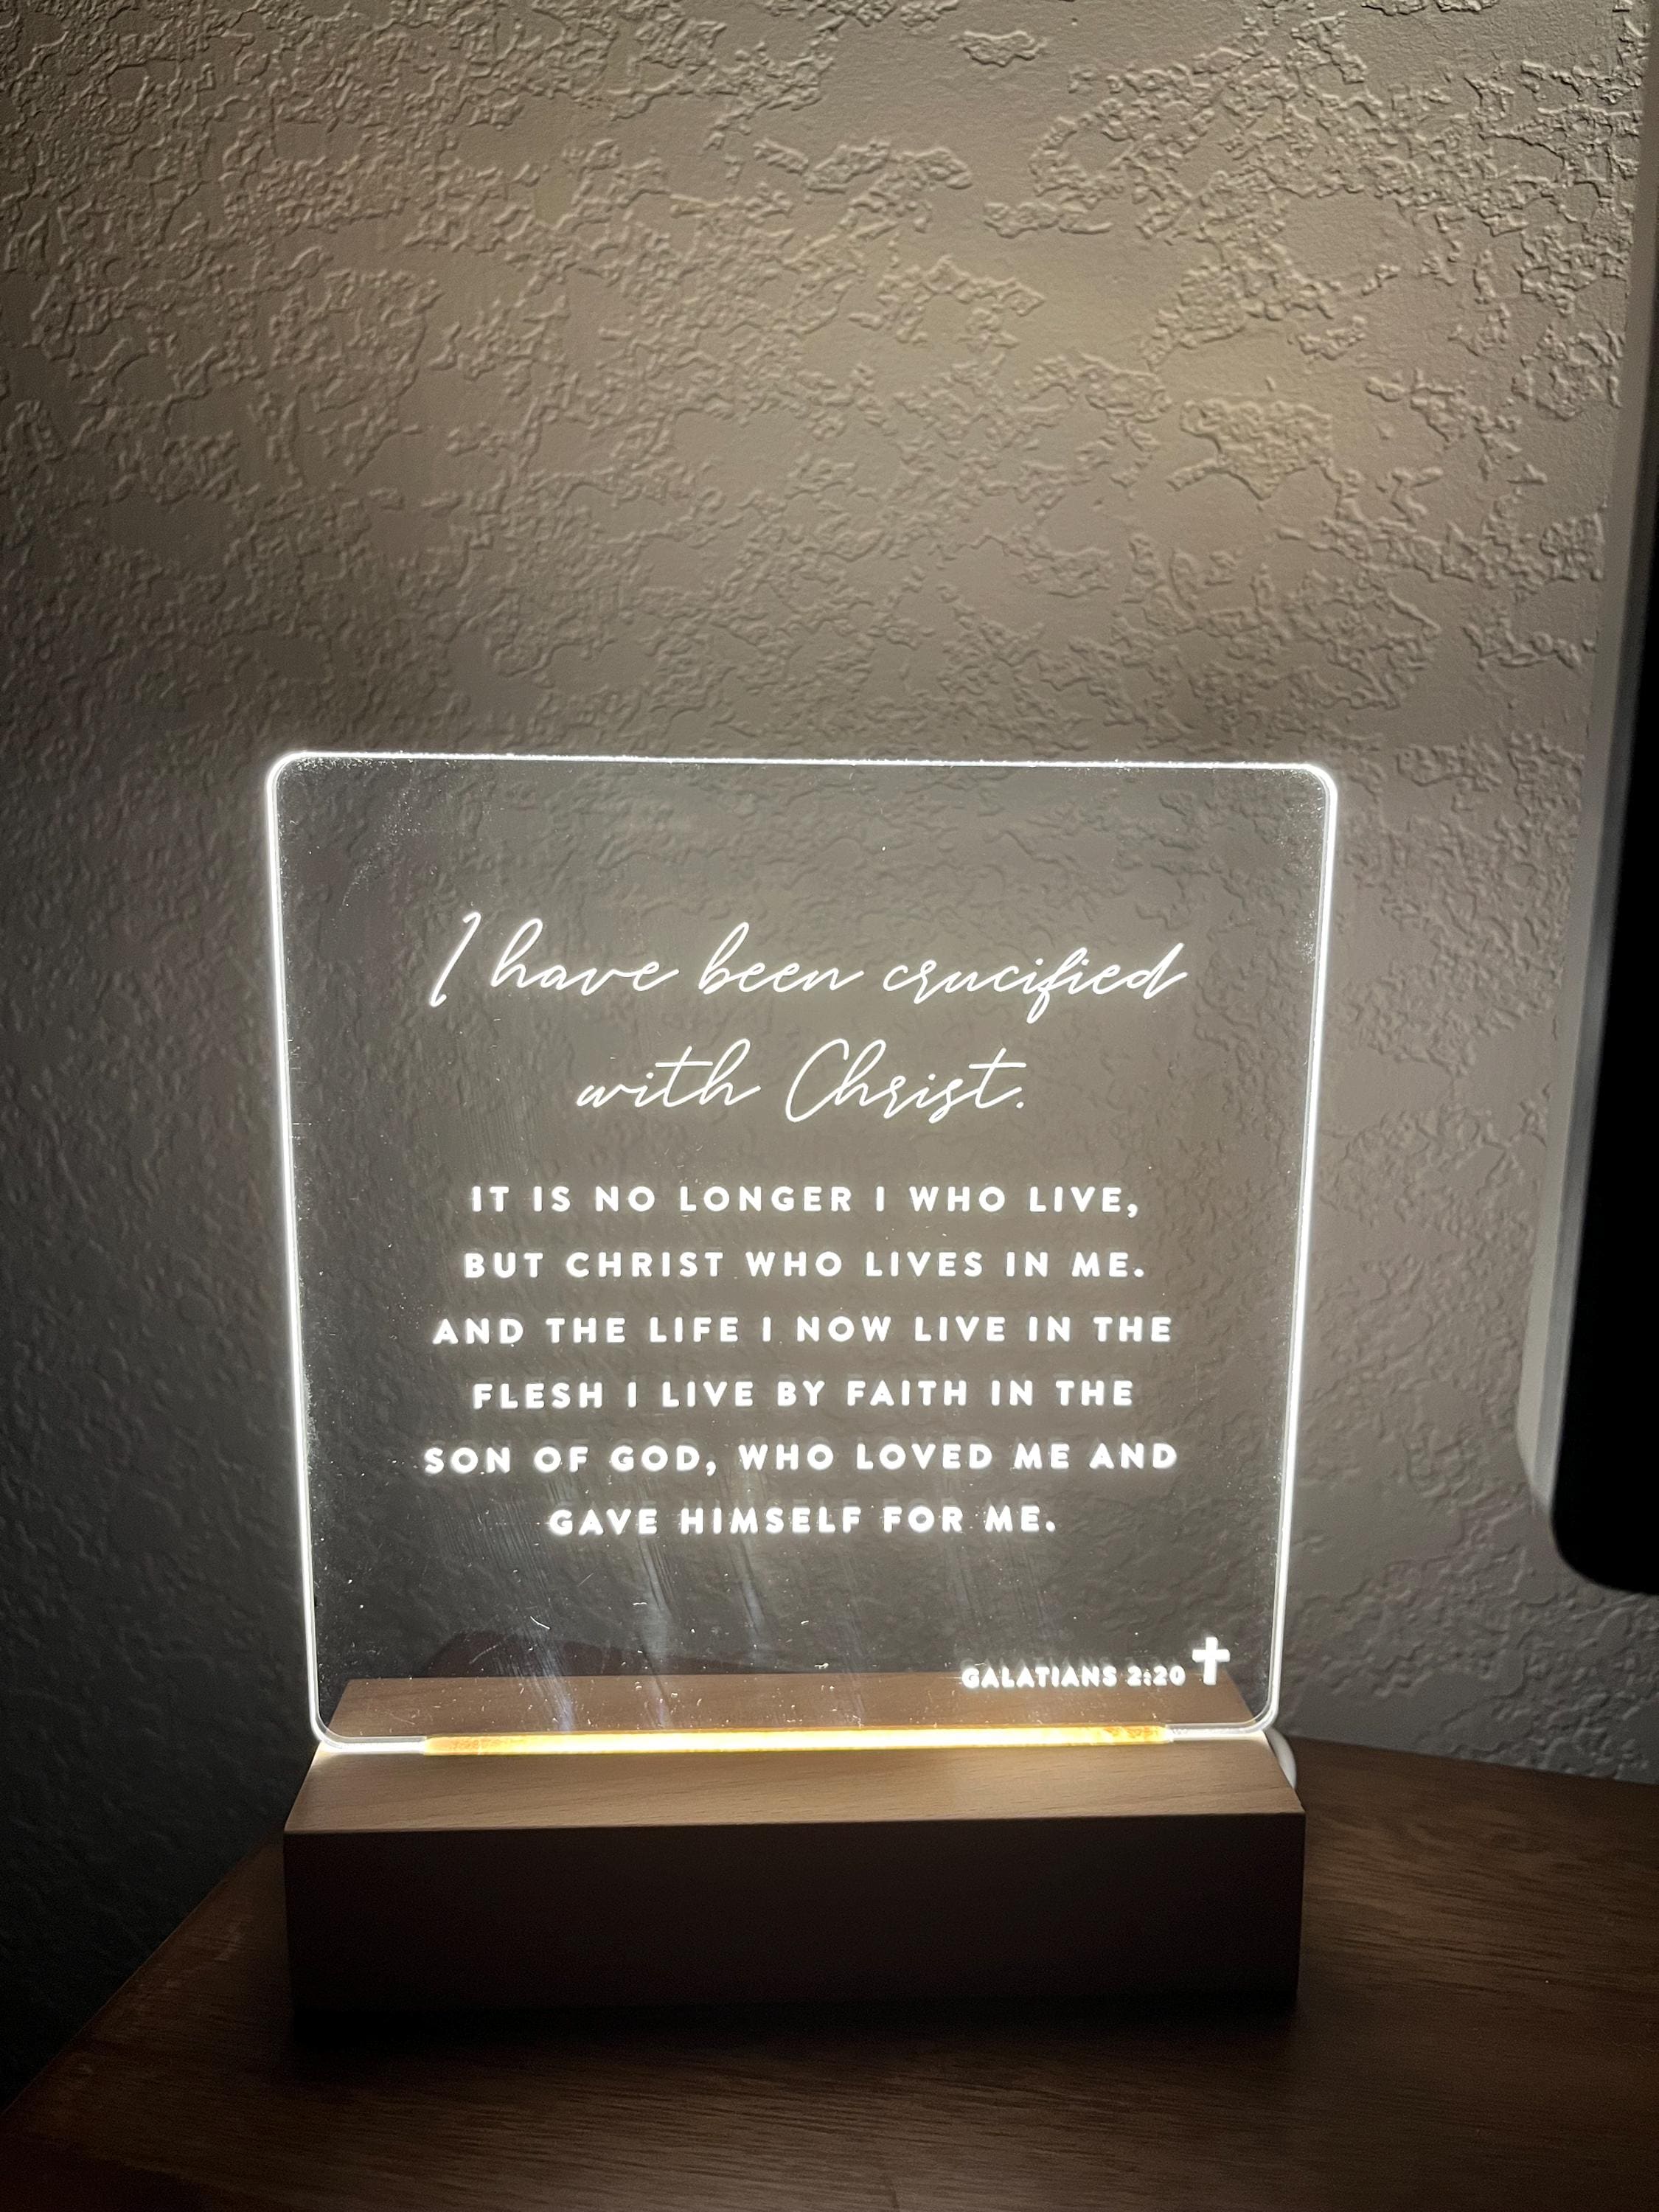 I have been crucified
with Christ.
IT IS NO LONGER I WHO LIVE,
BUT CHRIST WHO LIVES IN ME.
AND THE LIFE I NOW LIVE IN THE
FLESH I LIVE BY FAITH IN THE
SON OF GOD, WHO LOVED ME AND
GAVE HIMSELF FOR ME.
GALATIANS 2:20